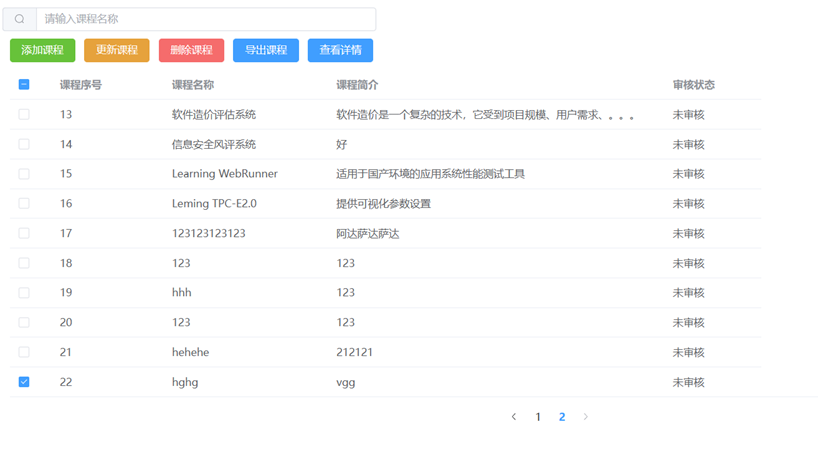 请输入课程名称
添加课程 更新课程 删除课程 导出课程 查看详情
课程序号 课程名称 课程简介 审核状态
13 软件造价评估系统 软件造价是一个复杂的技术，它受到项目规模、用户需求、。。。 未审核
14 信息安全风评系统 好 未审核
15 Learning WebRunner 适用于国产环境的应用系统性能测试工具 未审核
16 Leming TPC-E2.0 提供可视化参数设置 未审核
17 123123123123 阿达萨达萨达 未审核
18 123 123 未审核
19 hhh 123 未审核
20 123 123 未审核
21 hehehe 212121 未审核
22 hghg vgg 未审核
1 2